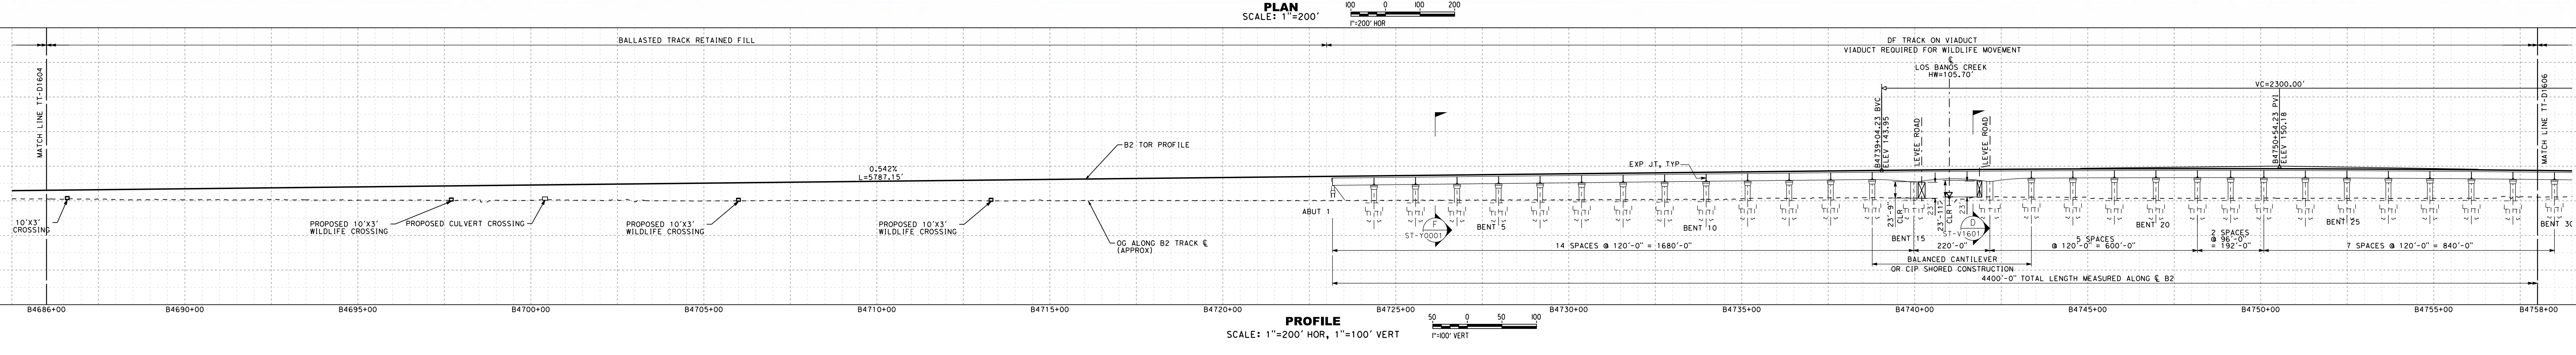 PLAN
SCALE: 1"=200'
100 0 100 200
1"=200' HOR
BALLASTED TRACK RETAINED FILL
DF TRACK ON VIADUCT
VIADUCT REQUIRED FOR WILDLIFE MOVEMENT
℄
LOS BANOS CREEK
HW=105.70'
MATCH LINE TT-D1604
MATCH LINE TT-D1606
VC=2300.00'
B4739+04.23 BVC
ELEV 143.95
LEVEE ROAD
LEVEE ROAD
B4750+54.23 PVI
ELEV 150.18
B2 TOR PROFILE
0.542%
L=5787.15'
EXP JT, TYP
10'X3'
CROSSING
PROPOSED 10'X3'
WILDLIFE CROSSING
PROPOSED CULVERT CROSSING
PROPOSED 10'X3'
WILDLIFE CROSSING
PROPOSED 10'X3'
WILDLIFE CROSSING
OG ALONG B2 TRACK ℄
(APPROX)
ABUT 1
F
ST-Y0001
BENT 5
BENT 10
23'-9"
CLR
23'
23'-11"
CLR
23'
D
ST-V1601
BENT 15
BENT 20
BENT 25
BENT 30
14 SPACES @ 120'-0" = 1680'-0"
220'-0"
5 SPACES
@ 120'-0" = 600'-0"
2 SPACES
@ 96'-0"
= 192'-0"
7 SPACES @ 120'-0" = 840'-0"
BALANCED CANTILEVER
OR CIP SHORED CONSTRUCTION
4400'-0" TOTAL LENGTH MEASURED ALONG ℄ B2
B4686+00 B4690+00 B4695+00 B4700+00 B4705+00 B4710+00 B4715+00 B4720+00 B4725+00 B4730+00 B4735+00 B4740+00 B4745+00 B4750+00 B4755+00 B4758+00
PROFILE
SCALE: 1"=200' HOR, 1"=100' VERT
50 0 50 100
1"=100' VERT